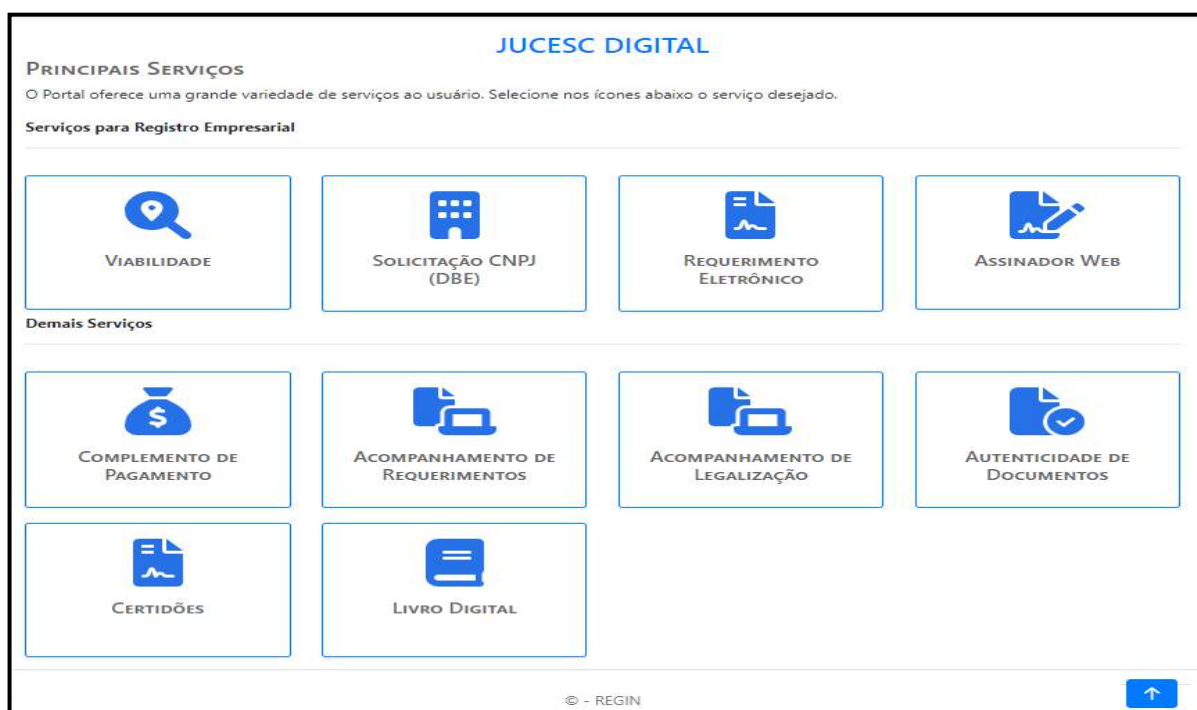 JUCESC DIGITAL
Principais Serviços
O Portal oferece uma grande variedade de serviços ao usuário. Selecione nos ícones abaixo o serviço desejado.
Serviços para Registro Empresarial
Viabilidade
Solicitação CNPJ
(DBE)
Requerimento
Eletrônico
Assinador Web
Demais Serviços
$
Complemento de
Pagamento
Acompanhamento de
Requerimentos
Acompanhamento de
Legalização
Autenticidade de
Documentos
Certidões
Livro Digital
© - REGIN